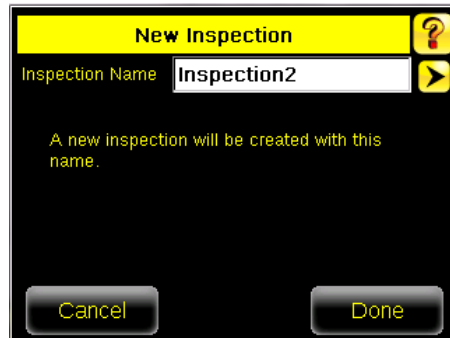 New Inspection ?
Inspection Name Inspection2
A new inspection will be created with this
name.
Cancel Done